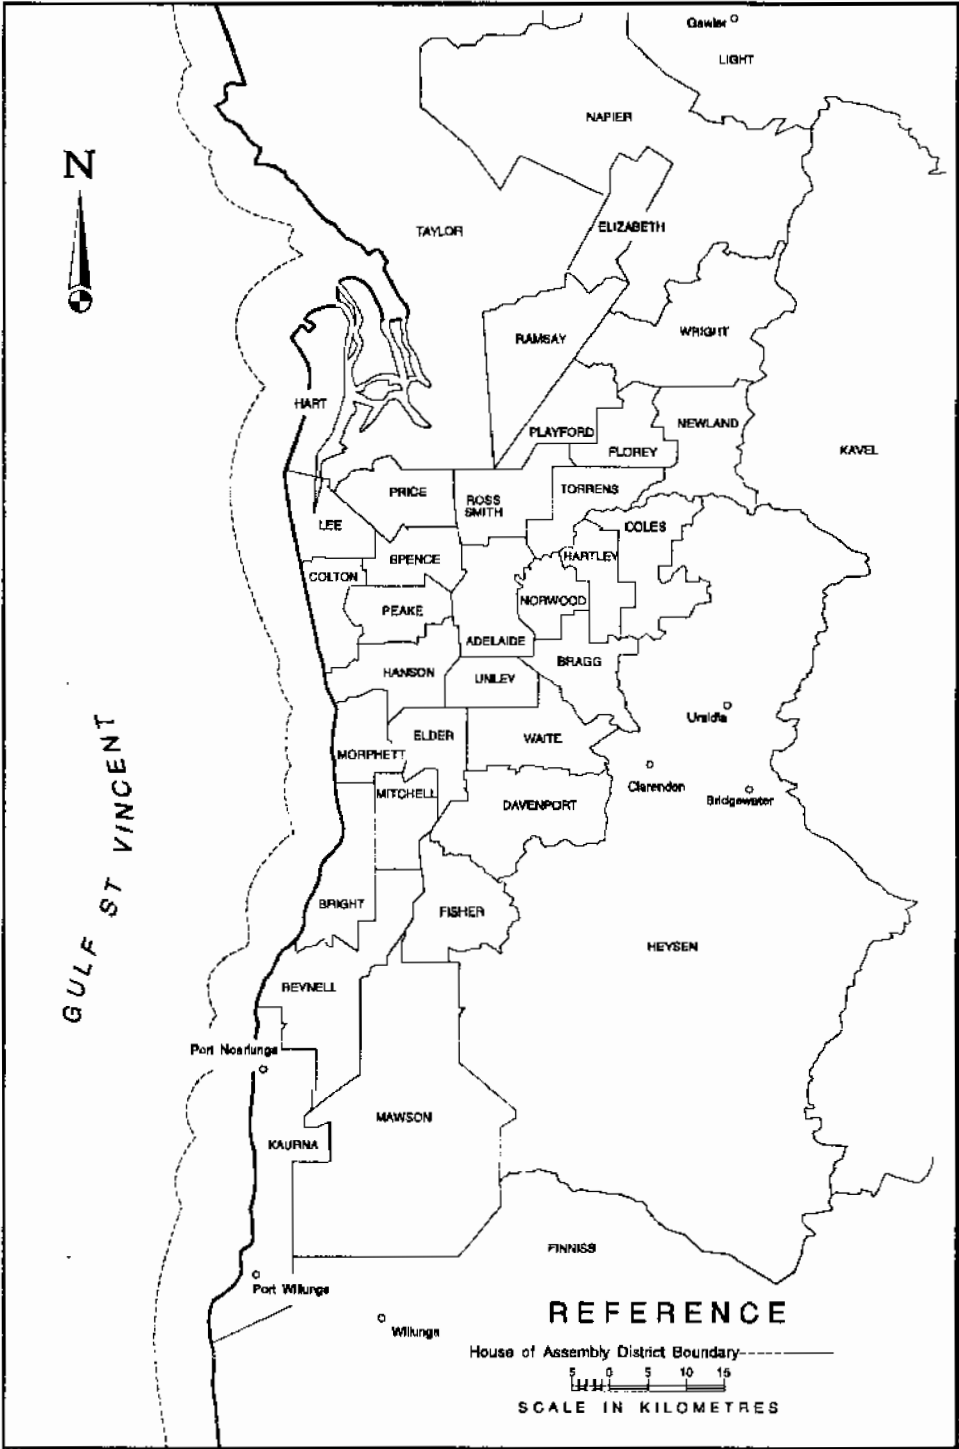 Gawler
LIGHT
NAPIER
N
TAYLOR
ELIZABETH
RAMSAY
WRIGHT
HART
PLAYFORD
NEWLAND
FLOREY
KAVEL
PRICE
ROSS
SMITH
TORRENS
LEE
COLES
SPENCE
HARTLEY
COLTON
PEAKE
NORWOOD
ADELAIDE
HANSON
UNLEY
BRAGG
Uraidla
ELDER
WAITE
MORPHETT
MITCHELL
Clarendon
Bridgewater
DAVENPORT
GULF ST VINCENT
BRIGHT
FISHER
HEYSEN
REYNELL
Port Noarlunga
MAWSON
KAURNA
FINNISS
Port Willunga
Willunga
REFERENCE
House of Assembly District Boundary
5 0 5 10 15
SCALE IN KILOMETRES